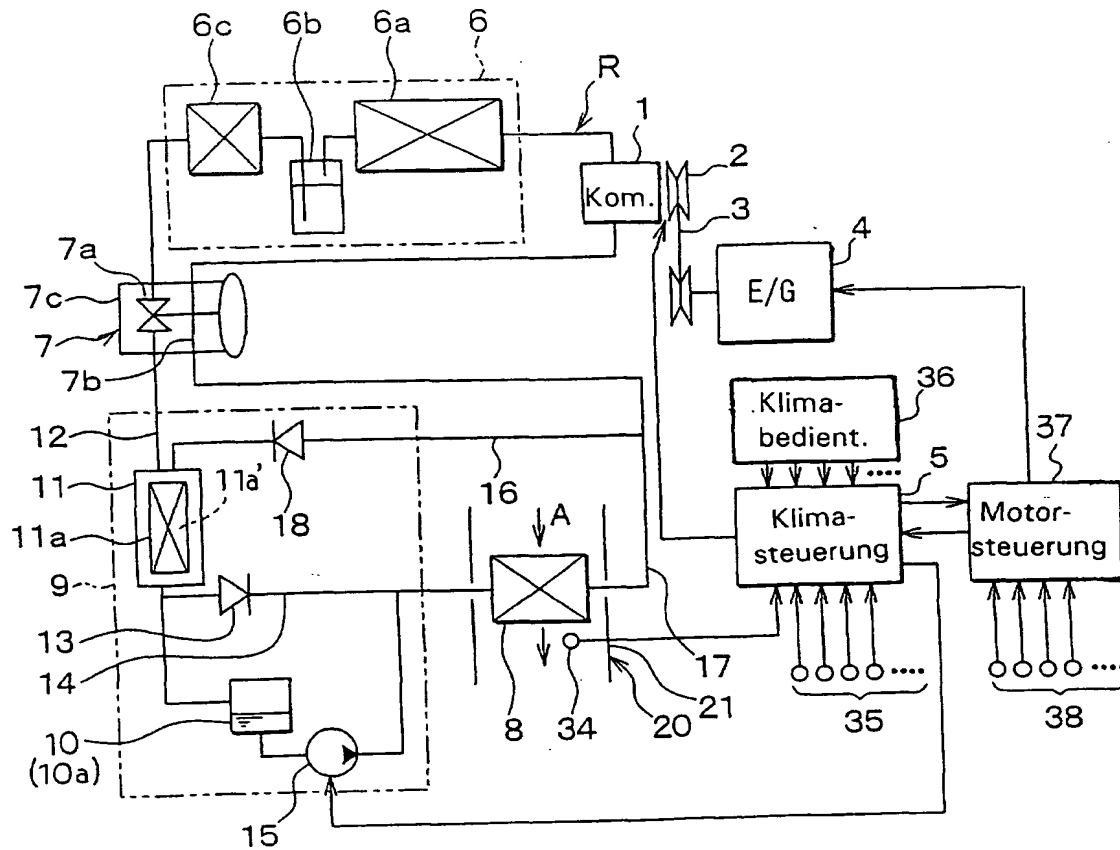 6c
6b
6a
6
R
1
2
Kom.
3
4
7a
7c
E/G
7
7b
36
Klima-
bedient.
37
12
5
11
11a'
16
A
Klima-
steuerung
Motor-
steuerung
18
11a
9
13
14
17
8
34
21
20
35
38
10
(10a)
15